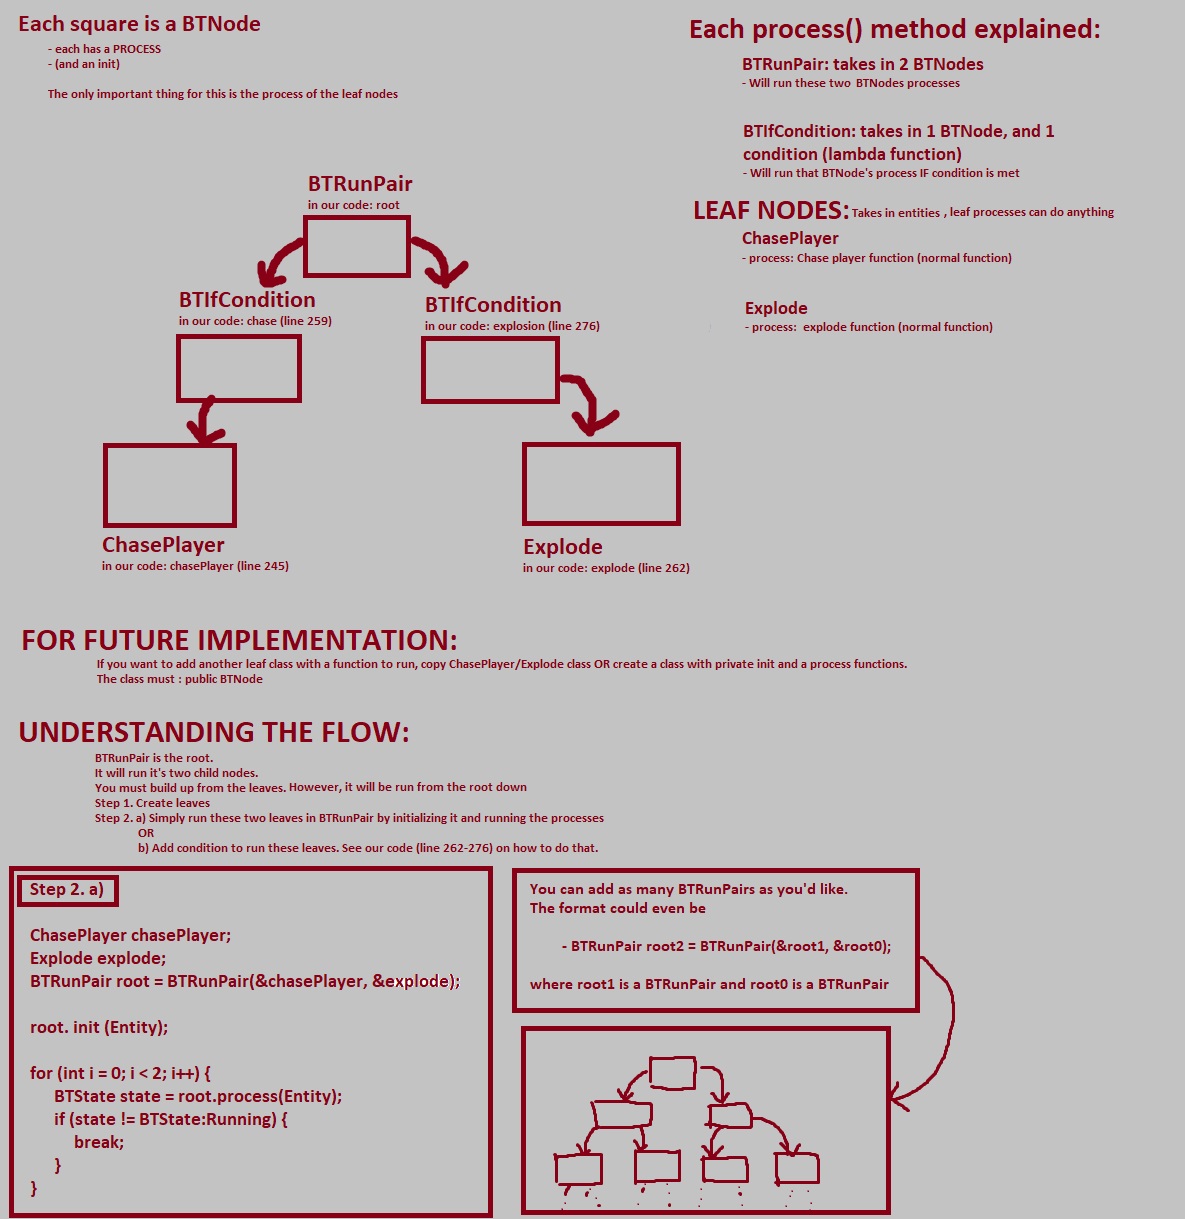 Each square is a BTNode
- each has a PROCESS
- (and an init)
The only important thing for this is the process of the leaf nodes
Each process() method explained:
BTRunPair: takes in 2 BTNodes
- Will run these two BTNodes processes
BTIfCondition: takes in 1 BTNode, and 1
condition (lambda function)
- Will run that BTNode's process IF condition is met
LEAF NODES: Takes in entities , leaf processes can do anything
ChasePlayer
- process: Chase player function (normal function)
Explode
- process: explode function (normal function)
BTRunPair
in our code: root
BTIfCondition
in our code: chase (line 259)
BTIfCondition
in our code: explosion (line 276)
ChasePlayer
in our code: chasePlayer (line 245)
Explode
in our code: explode (line 262)
FOR FUTURE IMPLEMENTATION:
If you want to add another leaf class with a function to run, copy ChasePlayer/Explode class OR create a class with private init and a process functions.
The class must : public BTNode
UNDERSTANDING THE FLOW:
BTRunPair is the root.
It will run it's two child nodes.
You must build up from the leaves. However, it will be run from the root down
Step 1. Create leaves
Step 2. a) Simply run these two leaves in BTRunPair by initializing it and running the processes
OR
b) Add condition to run these leaves. See our code (line 262-276) on how to do that.
Step 2. a)
ChasePlayer chasePlayer;
Explode explode;
BTRunPair root = BTRunPair(&chasePlayer, &explode);
root. init (Entity);
for (int i = 0; i < 2; i++) {
BTState state = root.process(Entity);
if (state != BTState:Running) {
break;
}
}
You can add as many BTRunPairs as you'd like.
The format could even be
- BTRunPair root2 = BTRunPair(&root1, &root0);
where root1 is a BTRunPair and root0 is a BTRunPair